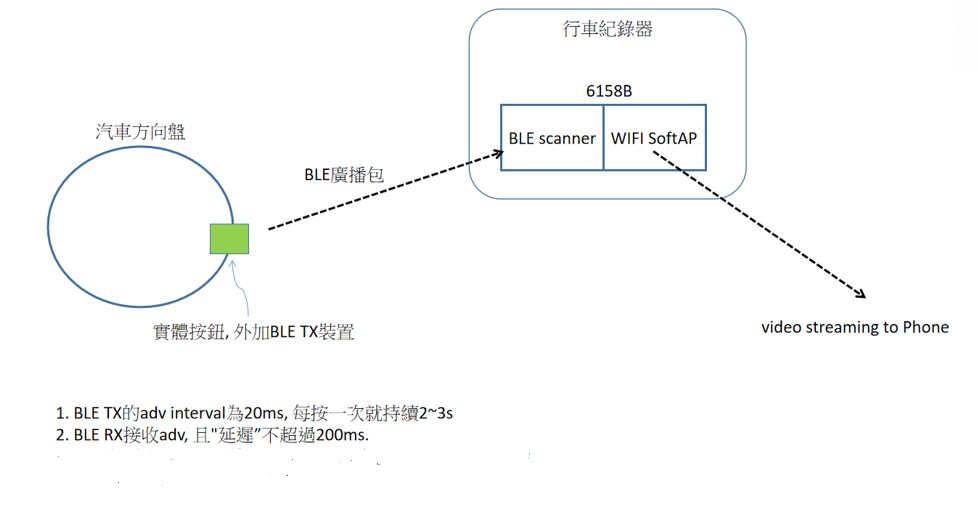 行車紀錄器
6158B
汽車方向盤
BLE scanner
WIFI SoftAP
BLE廣播包
實體按鈕, 外加BLE TX裝置
video streaming to Phone
1. BLE TX的adv interval為20ms, 每按一次就持續2~3s
2. BLE RX接收adv, 且"延遲”不超過200ms.